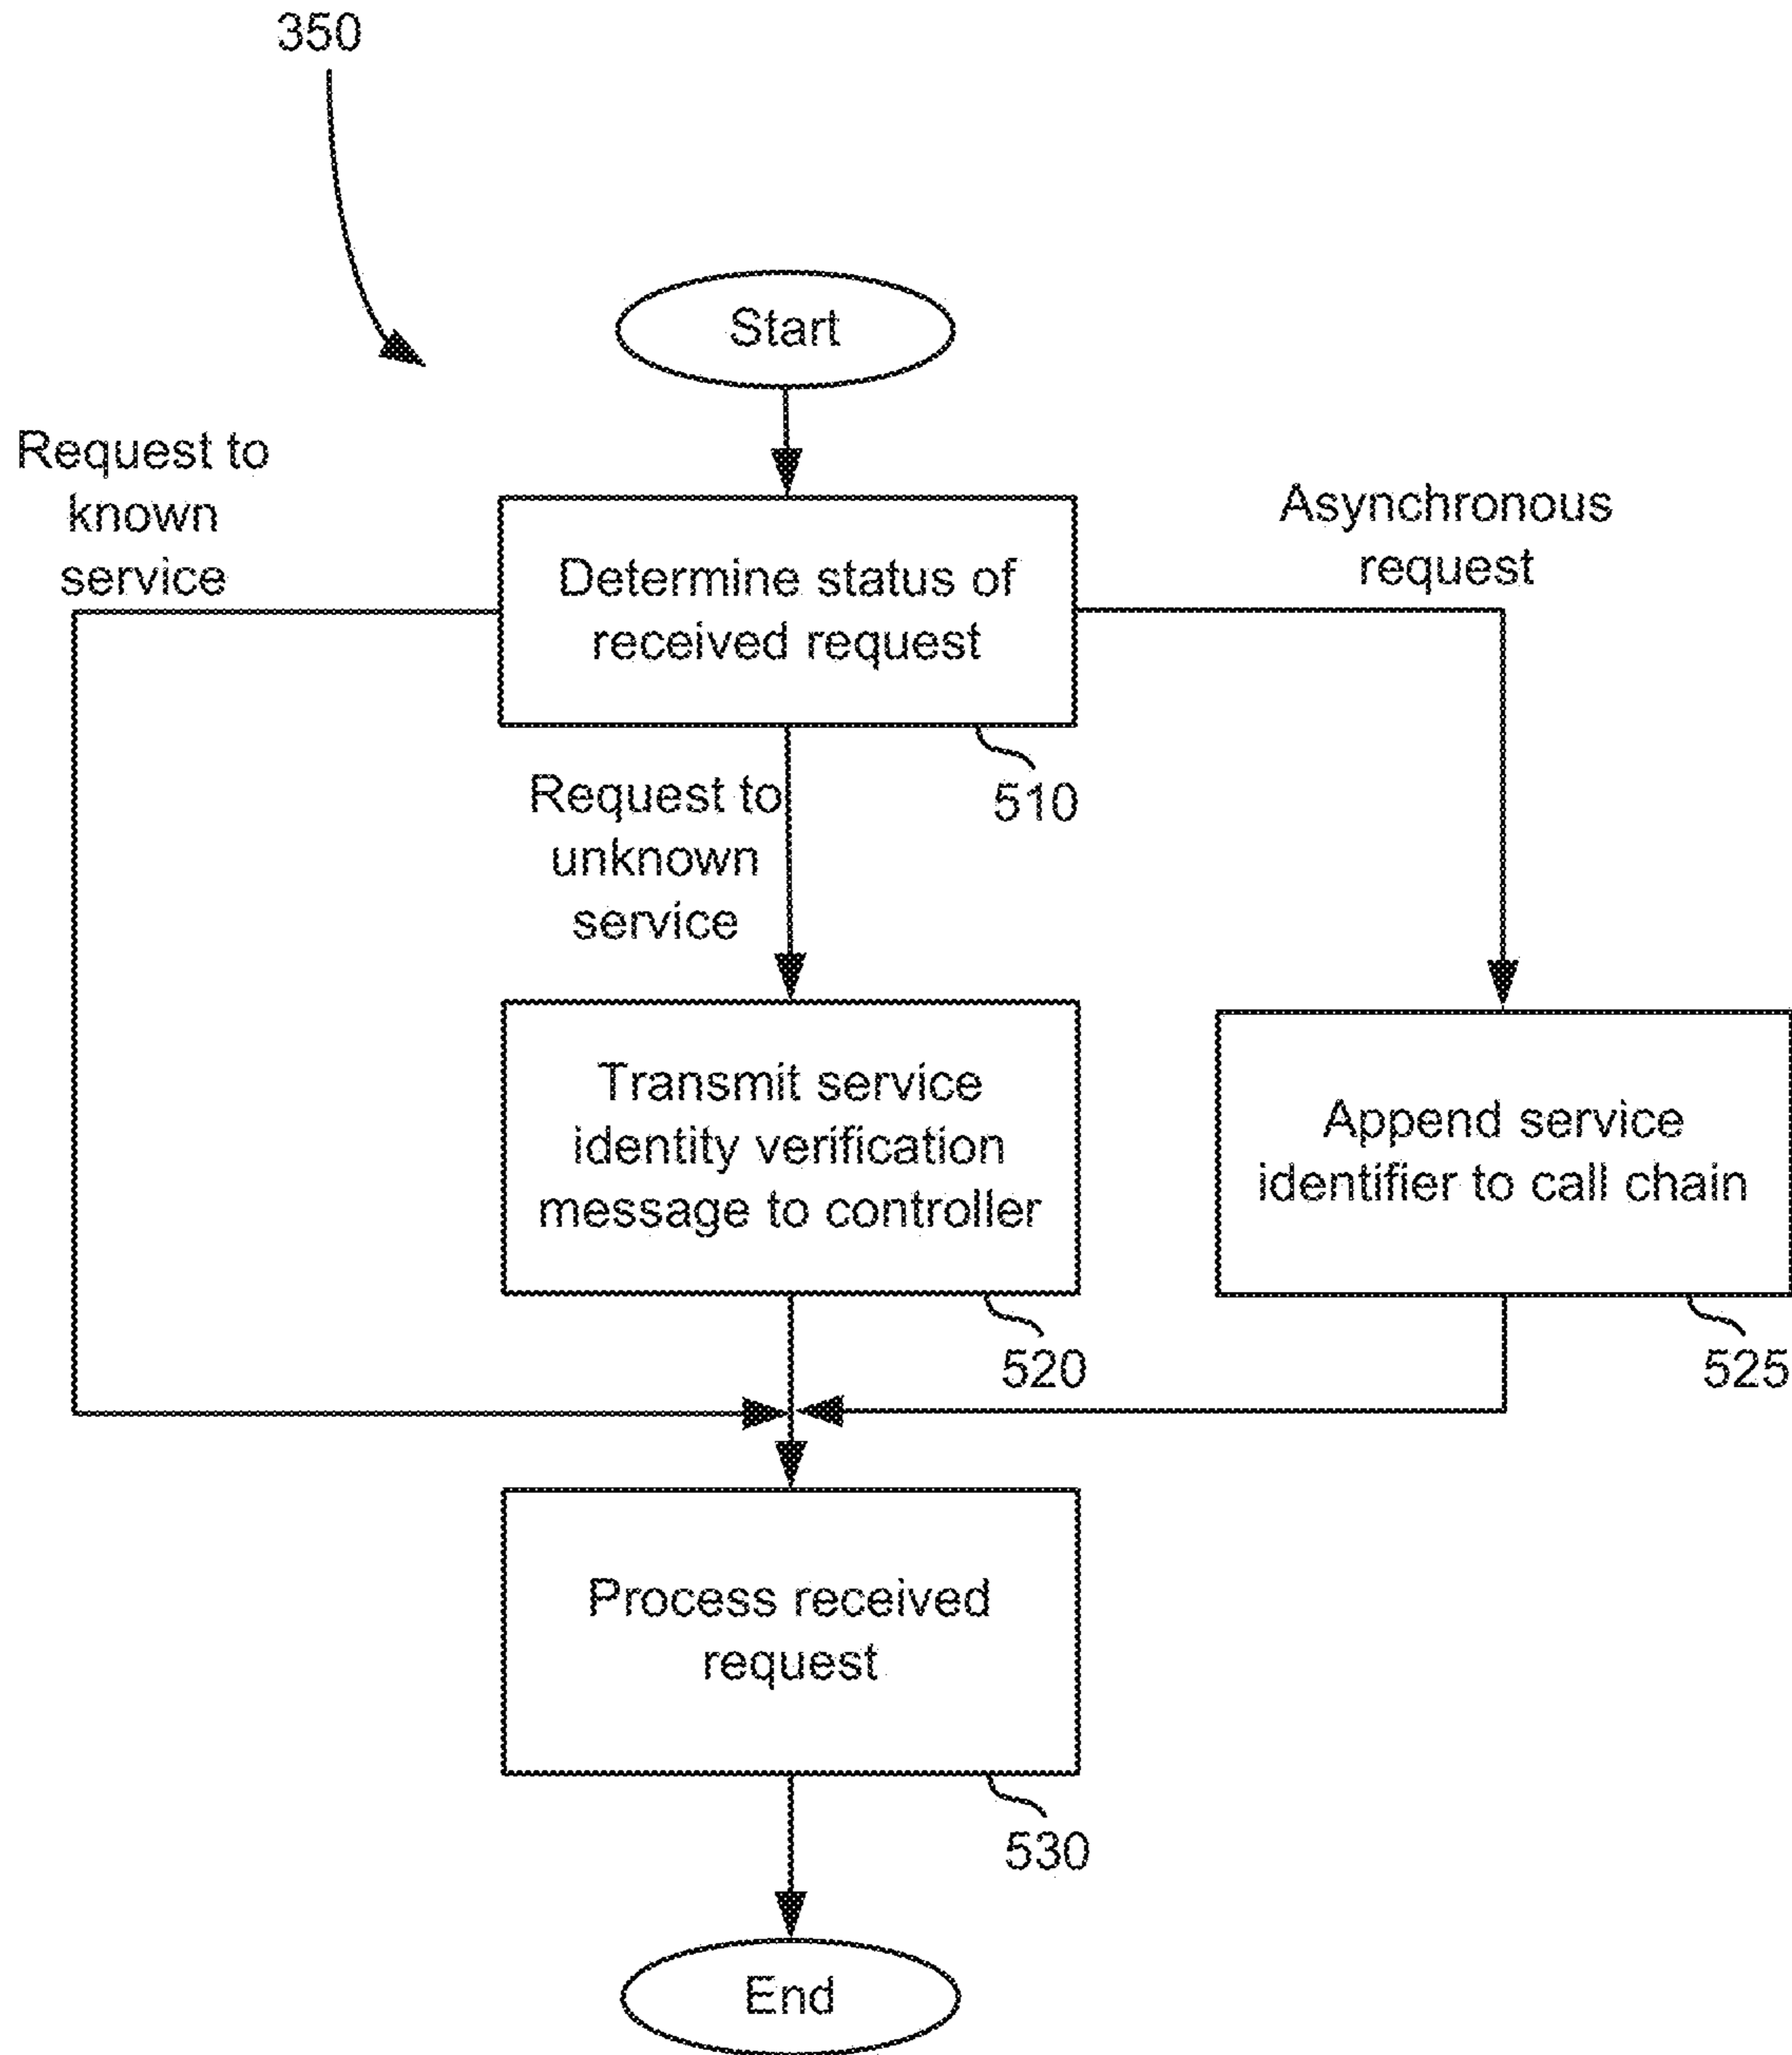 350
Start
Request to
known
service
Determine status of
received request
Asynchronous
request
510
Request to
unknown
service
Transmit service
identity verification
message to controller
520
Append service
identifier to call chain
525
Process received
request
530
End